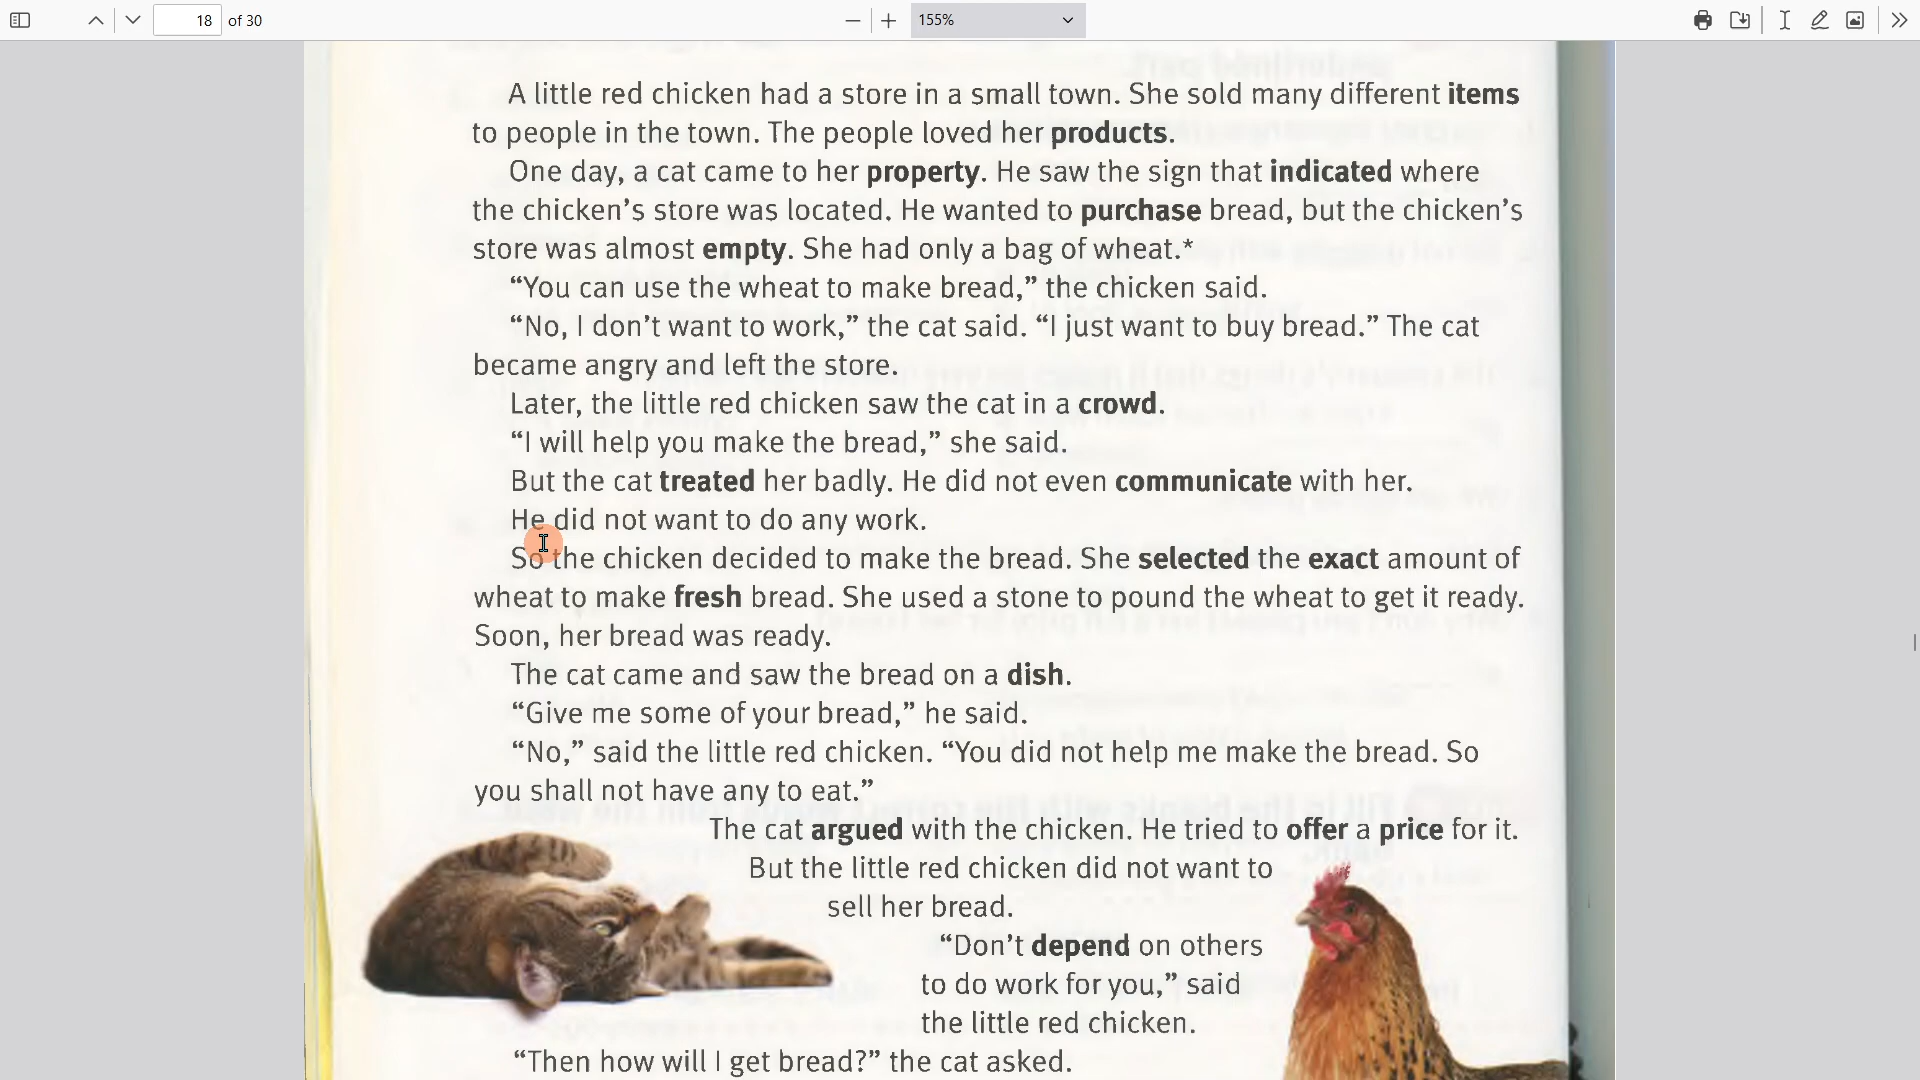 18 of 30
155%
A little red chicken had a store in a small town. She sold many different items
to people in the town. The people loved her products.
One day, a cat came to her property. He saw the sign that indicated where
the chicken’s store was located. He wanted to purchase bread, but the chicken’s
store was almost empty. She had only a bag of wheat.*
“You can use the wheat to make bread,” the chicken said.
“No, I don’t want to work,” the cat said. “I just want to buy bread.” The cat
became angry and left the store.
Later, the little red chicken saw the cat in a crowd.
“I will help you make the bread,” she said.
But the cat treated her badly. He did not even communicate with her.
He did not want to do any work.
So the chicken decided to make the bread. She selected the exact amount of
wheat to make fresh bread. She used a stone to pound the wheat to get it ready.
Soon, her bread was ready.
The cat came and saw the bread on a dish.
“Give me some of your bread,” he said.
“No,” said the little red chicken. “You did not help me make the bread. So
you shall not have any to eat.”
The cat argued with the chicken. He tried to offer a price for it.
But the little red chicken did not want to
sell her bread.
“Don’t depend on others
to do work for you,” said
the little red chicken.
“Then how will I get bread?” the cat asked.